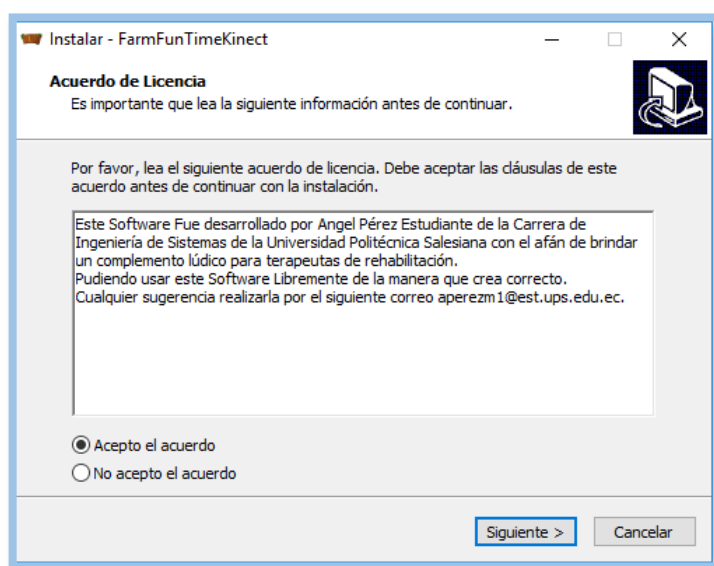 Instalar - FarmFunTimeKinect
Acuerdo de Licencia
Es importante que lea la siguiente información antes de continuar.
Por favor, lea el siguiente acuerdo de licencia. Debe aceptar las cláusulas de este
acuerdo antes de continuar con la instalación.
Este Software Fue desarrollado por Angel Pérez Estudiante de la Carrera de
Ingeniería de Sistemas de la Universidad Politécnica Salesiana con el afán de brindar
un complemento lúdico para terapeutas de rehabilitación.
Pudiendo usar este Software Libremente de la manera que crea correcto.
Cualquier sugerencia realizarla por el siguiente correo aperezm1@est.ups.edu.ec.
Acepto el acuerdo
No acepto el acuerdo
Siguiente >
Cancelar